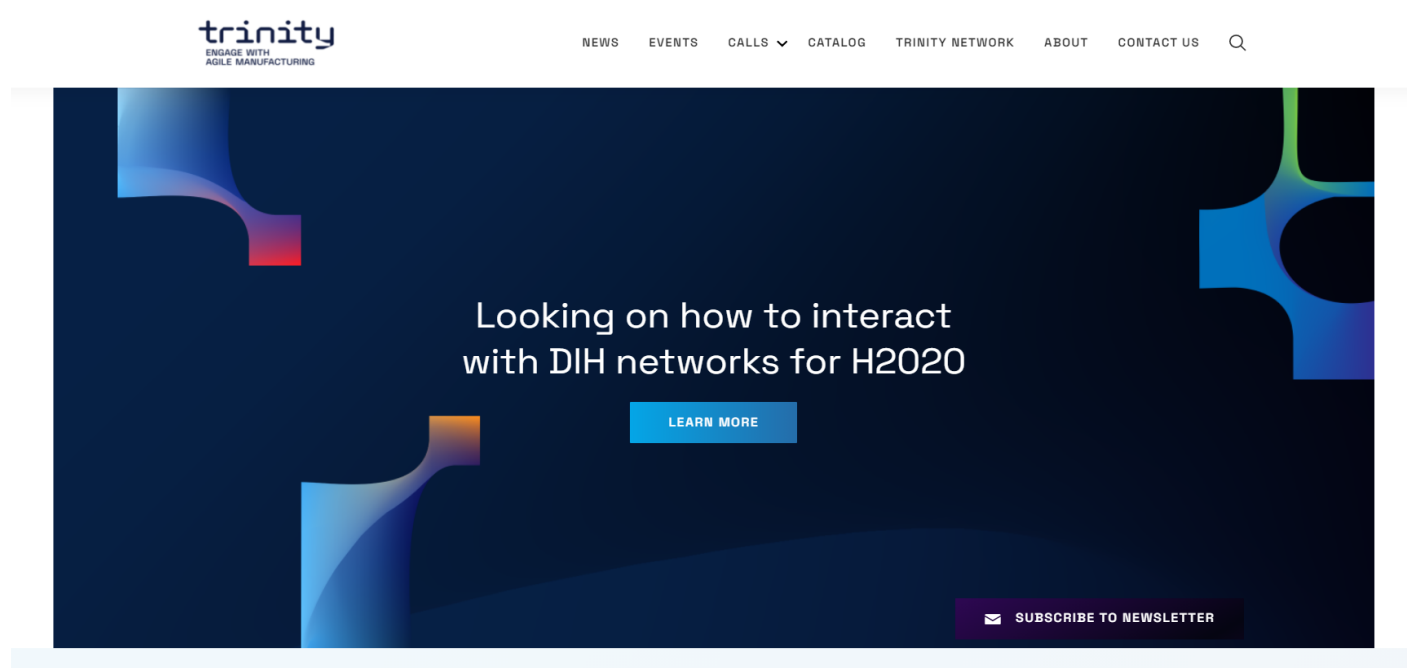 trinity
ENGAGE WITH
AGILE MANUFACTURING
NEWS EVENTS CALLS CATALOG TRINITY NETWORK ABOUT CONTACT US
Looking on how to interact
with DIH networks for H2020
LEARN MORE
SUBSCRIBE TO NEWSLETTER